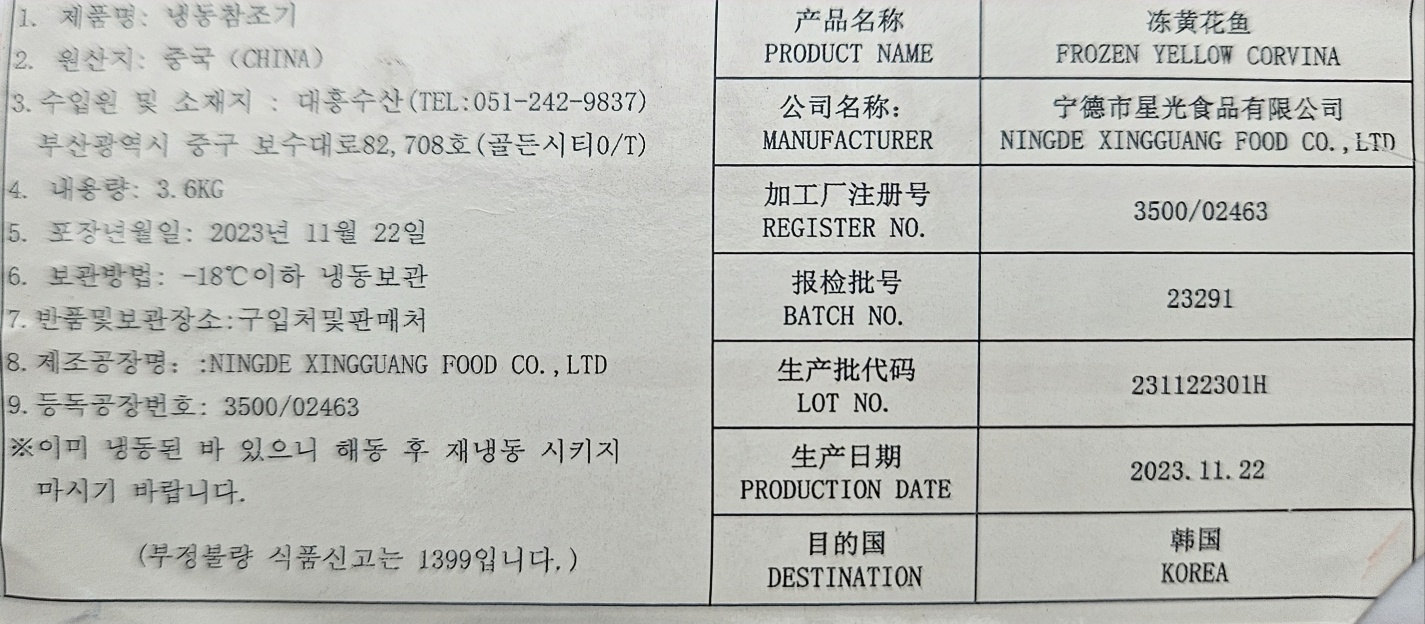 1. 제품명: 냉동참조기
2. 원산지: 중국 (CHINA)
3. 수입원 및 소재지 : 대흥수산(TEL:051-242-9837)
부산광역시 중구 보수대로82,708호(골든시티O/T)
4. 내용량: 3.6KG
5. 포장년월일: 2023년 11월 22일
6. 보관방법: -18℃이하 냉동보관
7. 반품및보관장소:구입처및판매처
8. 제조공장명: :NINGDE XINGGUANG FOOD CO.,LTD
9. 등독공장번호: 3500/02463
※이미 냉동된 바 있으니 해동 후 재냉동 시키지
마시기 바랍니다.
(부정불량 식품신고는 1399입니다.)
产品名称
PRODUCT NAME
冻黄花鱼
FROZEN YELLOW CORVINA
公司名称:
MANUFACTURER
宁德市星光食品有限公司
NINGDE XINGGUANG FOOD CO.,LTD
加工厂注册号
REGISTER NO.
3500/02463
报检批号
BATCH NO.
23291
生产批代码
LOT NO.
231122301H
生产日期
PRODUCTION DATE
2023.11.22
目的国
DESTINATION
韩国
KOREA